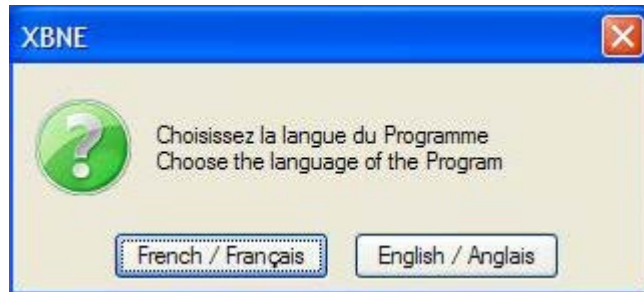 XBNE
Choisissez la langue du Programme
Choose the language of the Program
French / Français
English / Anglais